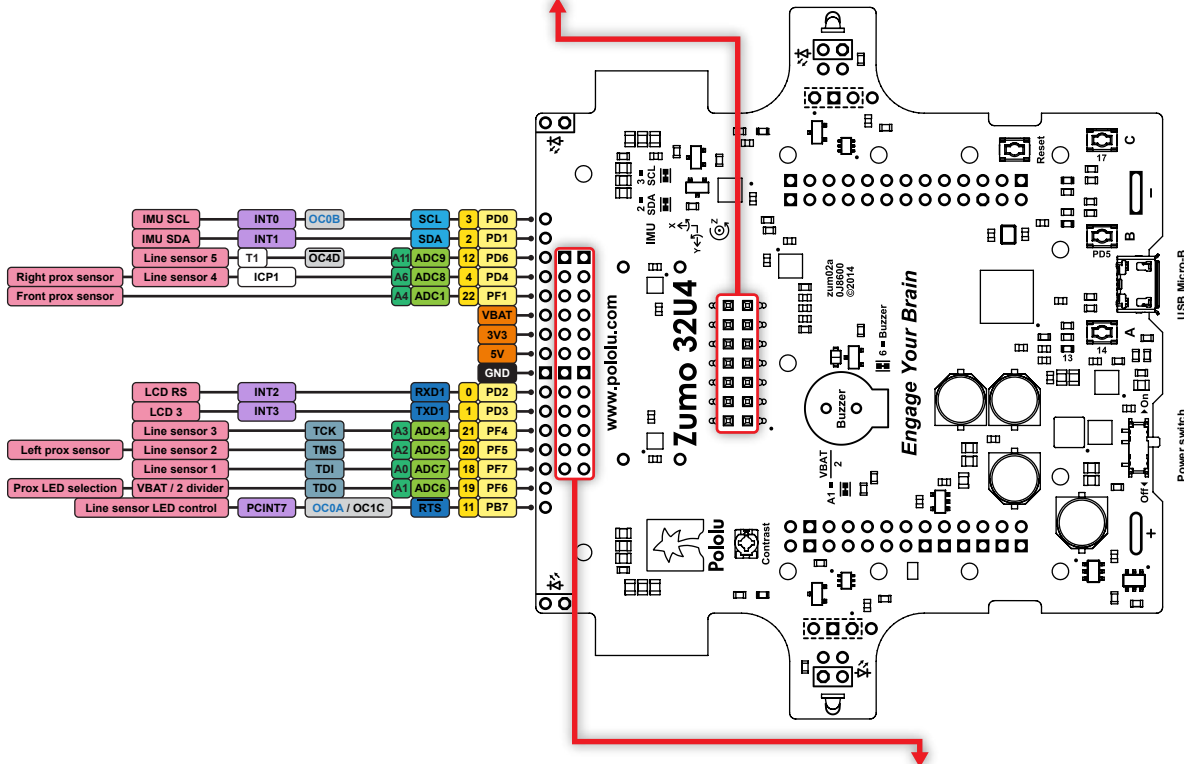 IMU SCL INT0 OC0B SCL 3 PD0
IMU SDA INT1 SDA 2 PD1
Line sensor 5 T1 OC4D A11 ADC9 12 PD6
Right prox sensor Line sensor 4 ICP1 A6 ADC8 4 PD4
Front prox sensor A4 ADC1 22 PF1
VBAT
3V3
5V
GND
LCD RS INT2 RXD1 0 PD2
LCD 3 INT3 TXD1 1 PD3
Line sensor 3 TCK A3 ADC4 21 PF4
Left prox sensor Line sensor 2 TMS A2 ADC5 20 PF5
Line sensor 1 TDI A0 ADC7 18 PF7
Prox LED selection VBAT / 2 divider TDO A1 ADC6 19 PF6
Line sensor LED control PCINT7 OC0A / OC1C RTS 11 PB7
www.pololu.com
IMU
2 =
SDA
3 =
SCL
X
Y
Z
Zumo 32U4
zumo02a
0J8600
©2014
6 = Buzzer
Buzzer
A1 =
VBAT
2
Engage Your Brain
Pololu
Contrast
Reset
17
C
PD5
B
13
14
A
−
+
USB Micro-B
On
Off
Power switch